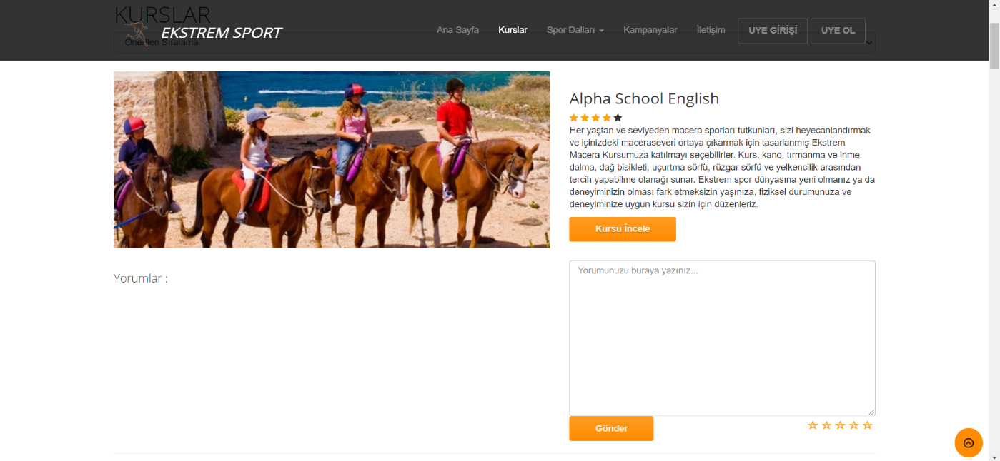 KURSLAR
EKSTREM SPORT
Ana Sayfa
Kurslar
Spor Dalları
Kampanyalar
İletişim
ÜYE GİRİŞİ
ÜYE OL
Önerilen Sıralama
Alpha School English
Her yaştan ve seviyeden macera sporları tutkunları, sizi heyecanlandırmak
ve içinizdeki maceraseveri ortaya çıkarmak için tasarlanmış Ekstrem
Macera Kursumuza katılmayı seçebilirler. Kurs, kano, tırmanma ve inme,
dalma, dağ bisikleti, uçurtma sörfü, rüzgar sörfü ve yelkencilik arasından
tercih yapabilme olanağı sunar. Ekstrem spor dünyasına yeni olmanız ya da
deneyiminizin olması fark etmeksizin yaşınıza, fiziksel durumunuza ve
deneyiminize uygun kursu sizin için düzenleriz.
Kursu İncele
Yorumlar :
Yorumunuzu buraya yazınız...
Gönder